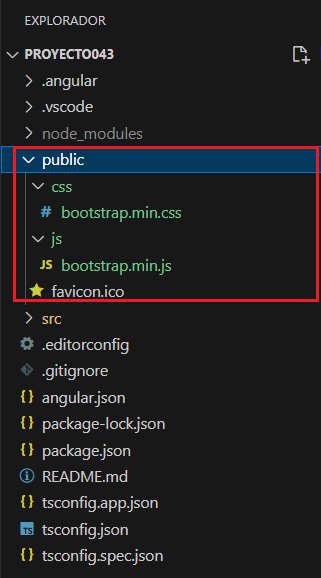 EXPLORADOR
PROYECTO043
.angular
.vscode
node_modules
public
css
# bootstrap.min.css
js
JS bootstrap.min.js
favicon.ico
src
.editorconfig
.gitignore
{} angular.json
{} package-lock.json
{} package.json
README.md
{} tsconfig.app.json
TS tsconfig.json
{} tsconfig.spec.json